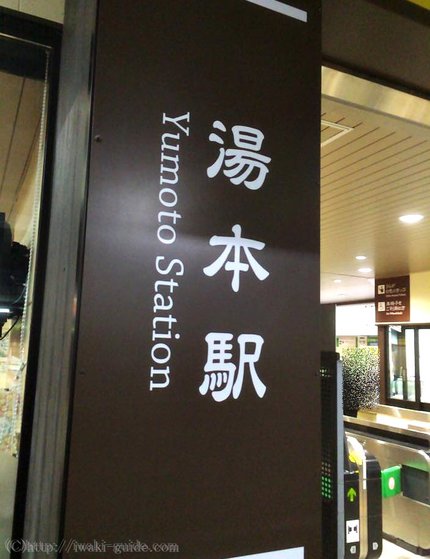 湯本駅
Yumoto Station
(C)http://iwaki-guide.com